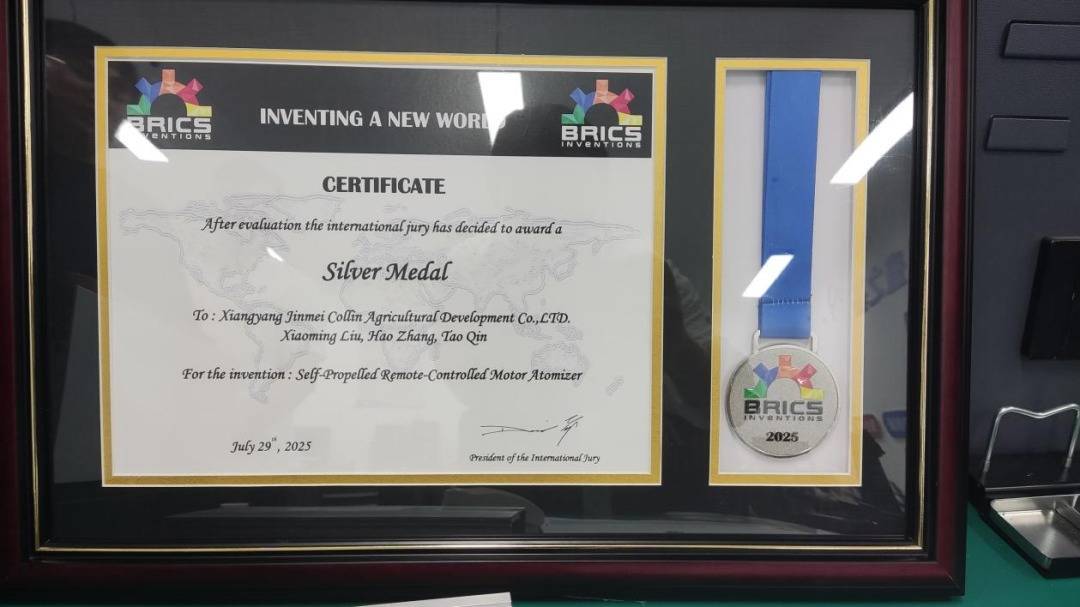 BRICS
INVENTIONS
INVENTING A NEW WORLD
BRICS
INVENTIONS
CERTIFICATE
After evaluation the international jury has decided to award a
Silver Medal
To : Xiangyang Jinmei Collin Agricultural Development Co.,LTD.
Xiaoming Liu, Hao Zhang, Tao Qin
For the invention : Self-Propelled Remote-Controlled Motor Atomizer
July 29th, 2025
President of the International Jury
BRICS
INVENTIONS
2025